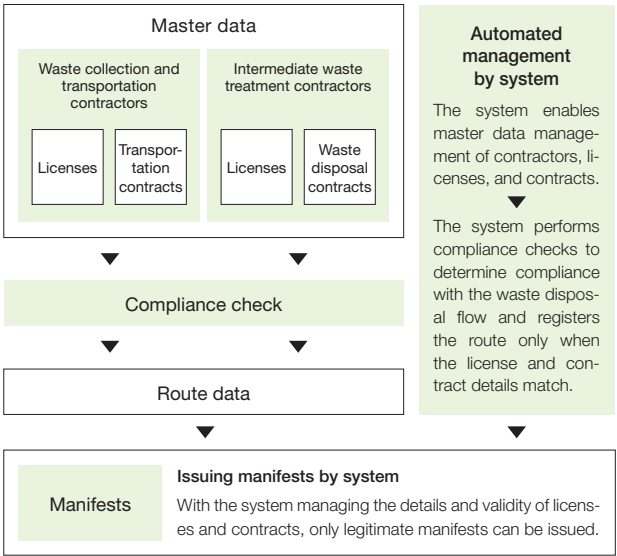 Master data
Waste collection and
transportation
contractors
Licenses
Transpor-
tation
contracts
Intermediate waste
treatment contractors
Licenses
Waste
disposal
contracts
Compliance check
Route data
Automated
management
by system
The system enables
master data manage-
ment of contractors, li-
censes, and contracts.
The system performs
compliance checks to
determine compliance
with the waste dispos-
al flow and registers
the route only when
the license and con-
tract details match.
Manifests
Issuing manifests by system
With the system managing the details and validity of licens-
es and contracts, only legitimate manifests can be issued.